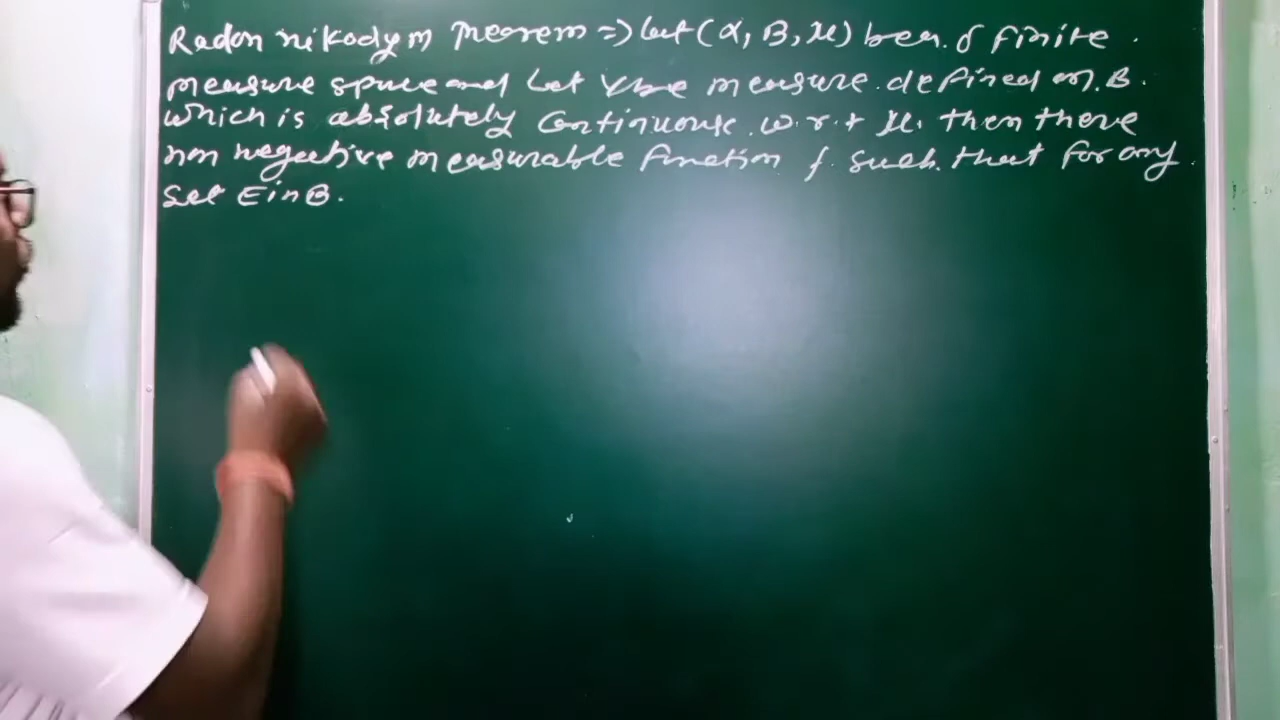 Radon nikodym Theorem => let (α, B, μ) be a σ finite
measure space and let γ be measure defined on B.
which is absolutely continuous w.r.t μ. then there
non negative measurable function f. such that for any
set E in B.